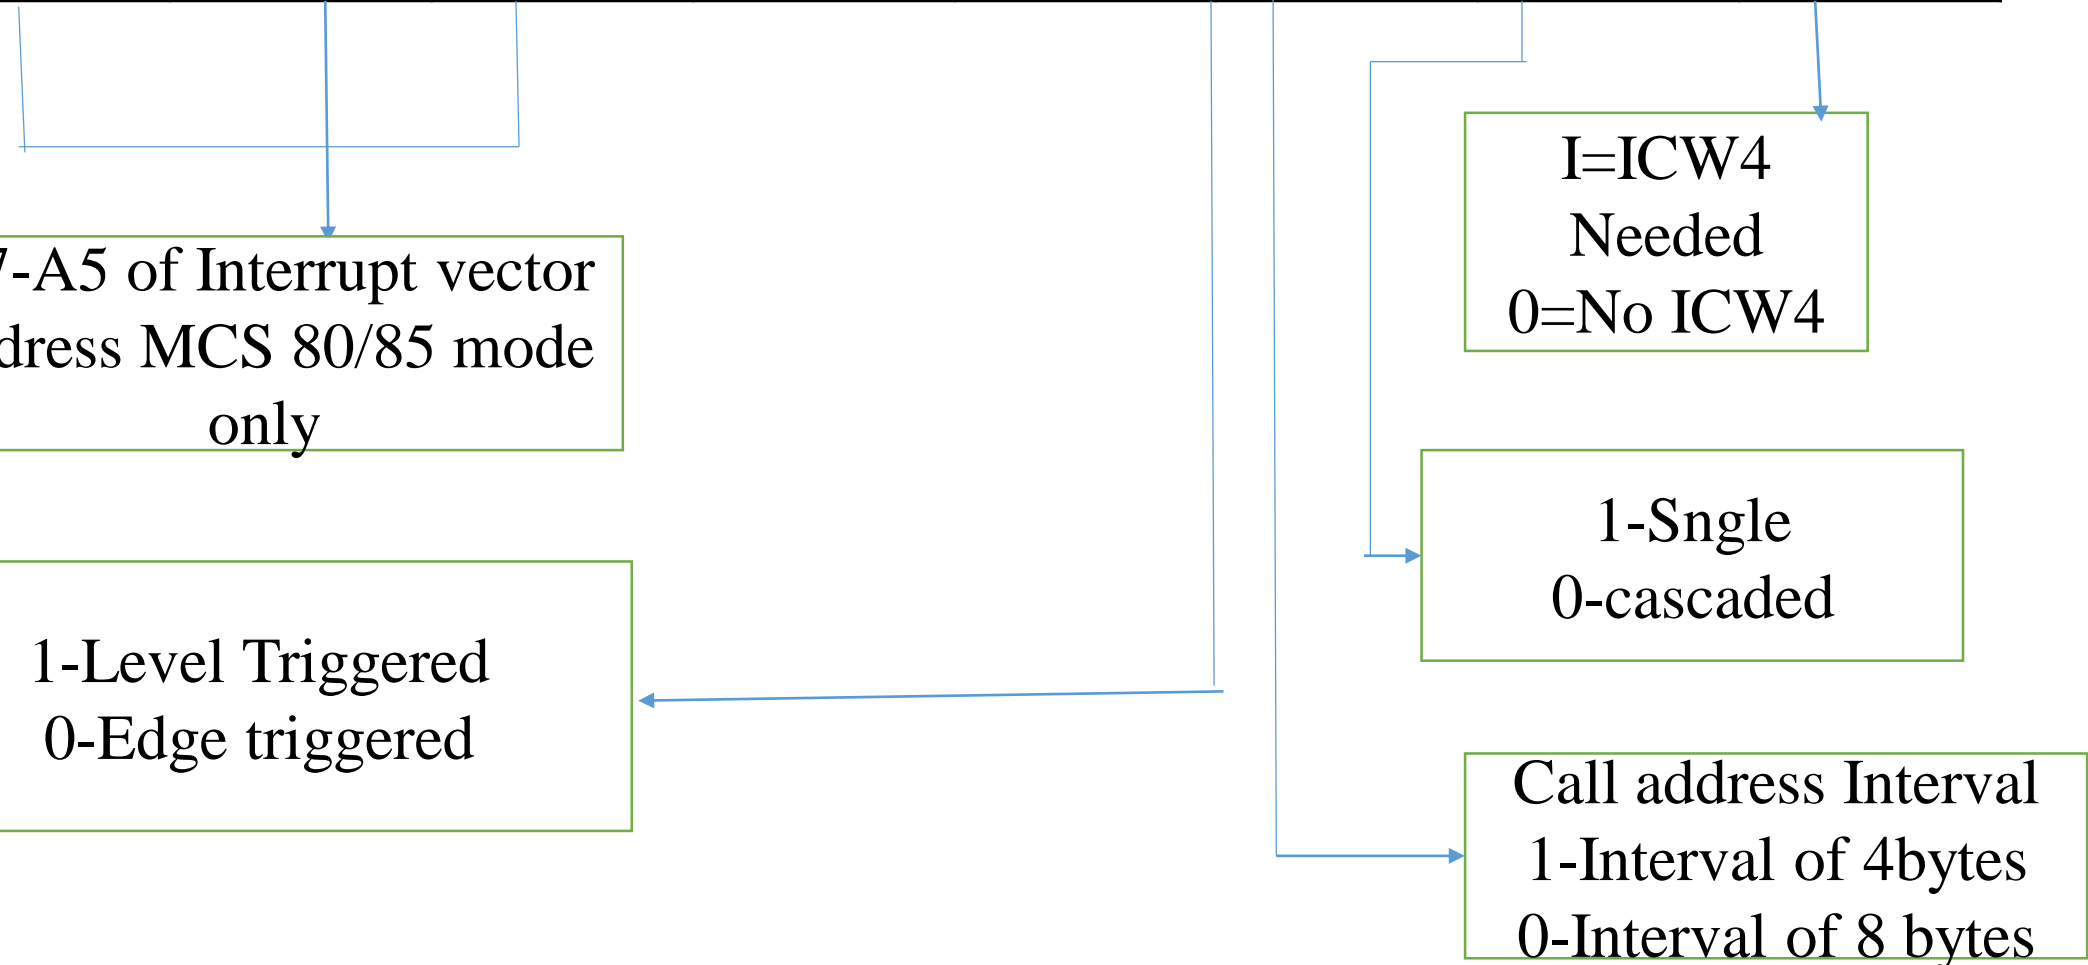 I=ICW4
Needed
0=No ICW4
7-A5 of Interrupt vector
dress MCS 80/85 mode
only
1-Sngle
0-cascaded
1-Level Triggered
0-Edge triggered
Call address Interval
1-Interval of 4bytes
0-Interval of 8 bytes